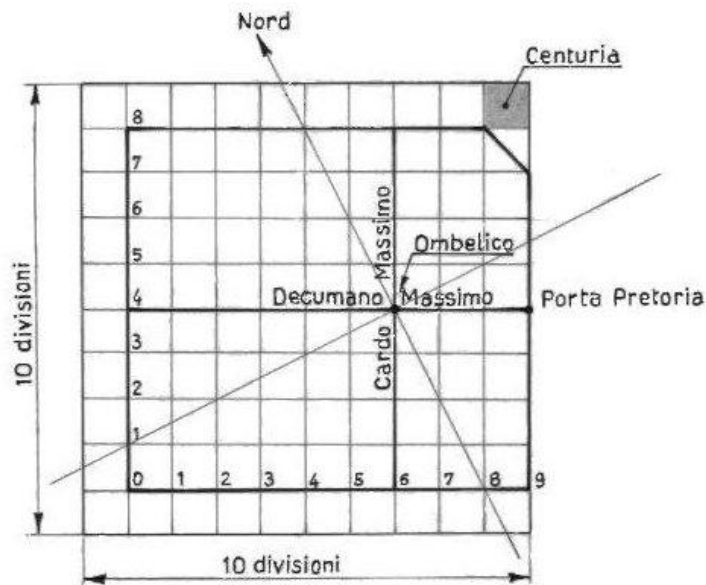 Nord
Centuria
8
7
6
5
4
3
2
1
Massimo
Ombelico
Decumano Massimo Porta Pretoria
Cardo
10 divisioni
0 1 2 3 4 5 6 7 8 9
10 divisioni